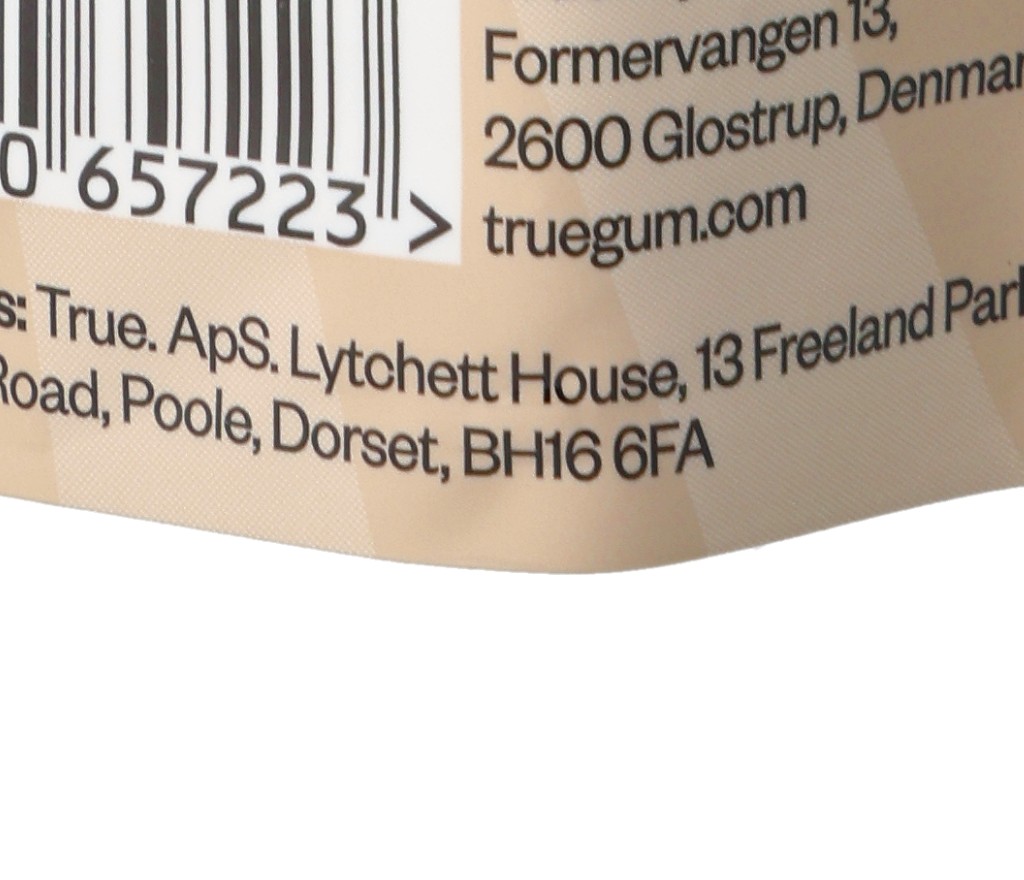 Formervangen 13,
2600 Glostrup, Denmar
truegum.com
0 657223 >
s: True. ApS. Lytchett House, 13 Freeland Park
Road, Poole, Dorset, BH16 6FA